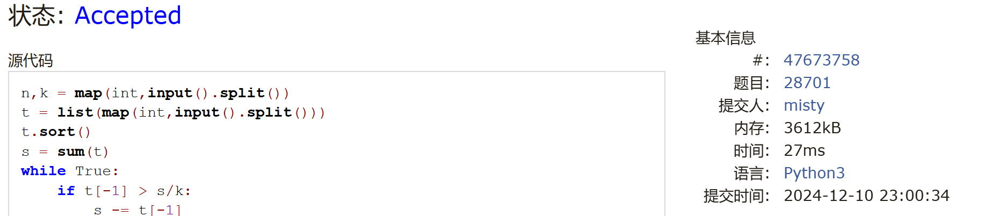 状态: Accepted
源代码
n,k = map(int,input().split())
t = list(map(int,input().split()))
t.sort()
s = sum(t)
while True:
    if t[-1] > s/k:
        s -= t[-1]
基本信息
#: 47673758
题目: 28701
提交人: misty
内存: 3612kB
时间: 27ms
语言: Python3
提交时间: 2024-12-10 23:00:34